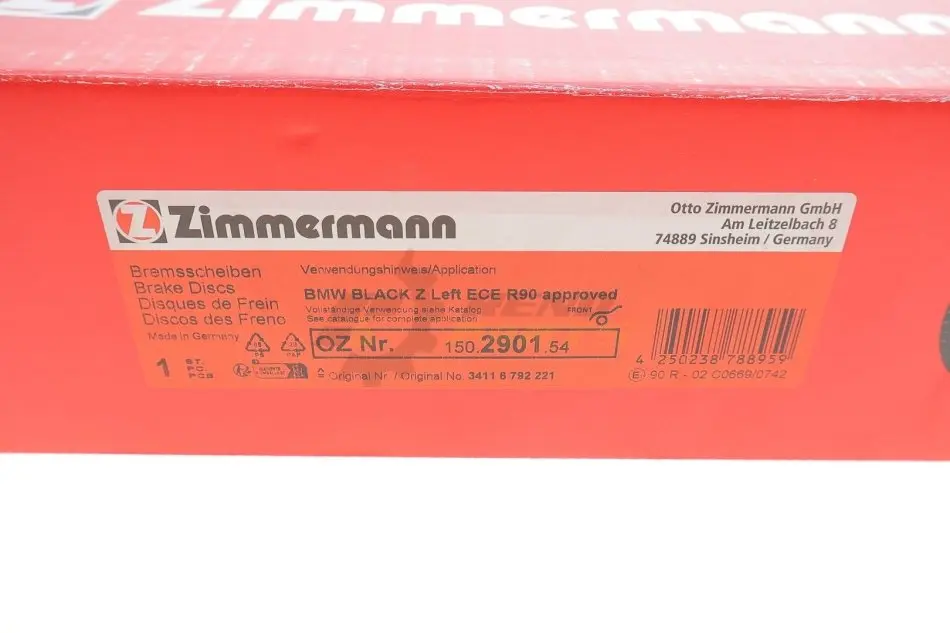 Zimmermann
Zimmermann
Otto Zimmermann GmbH
Am Leitzelbach 8
74889 Sinsheim / Germany
Bremsscheiben
Brake Discs
Disques de Frein
Discos des Freno
Made in Germany
1 ST. PC. PCS
Verwendungshinweis/Application
BMW BLACK Z Left ECE R90 approved
Vollständige Verwendung siehe Katalog
See catalogue for complete application
FRONT
OZ Nr. 150.2901.54
≙ Original Nr. / Original No. 3411 6 792 221
4 250238 788959
E 90 R - 02 C0669/0742